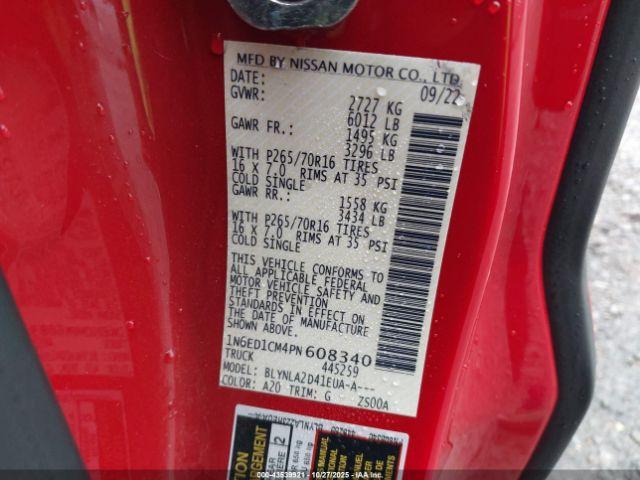 MFD BY NISSAN MOTOR CO., LTD.
DATE: 09/22
GVWR: 2727 KG
6012 LB
GAWR FR.: 1495 KG
3296 LB
WITH P265/70R16 TIRES
16 X 7.0 RIMS AT 35 PSI
COLD SINGLE
GAWR RR.: 1558 KG
3434 LB
WITH P265/70R16 TIRES
16 X 7.0 RIMS AT 35 PSI
COLD SINGLE
THIS VEHICLE CONFORMS TO
ALL APPLICABLE FEDERAL
MOTOR VEHICLE SAFETY AND
THEFT PREVENTION
STANDARDS IN EFFECT ON
THE DATE OF MANUFACTURE
SHOWN ABOVE.
1N6ED1CM4PN608340
TRUCK 445259
MODEL: BLYNLA2D41EUA-A---
COLOR: A20 TRIM: G ZS00A
© - 43539921 - 10/27/2025 - IAA Inc.